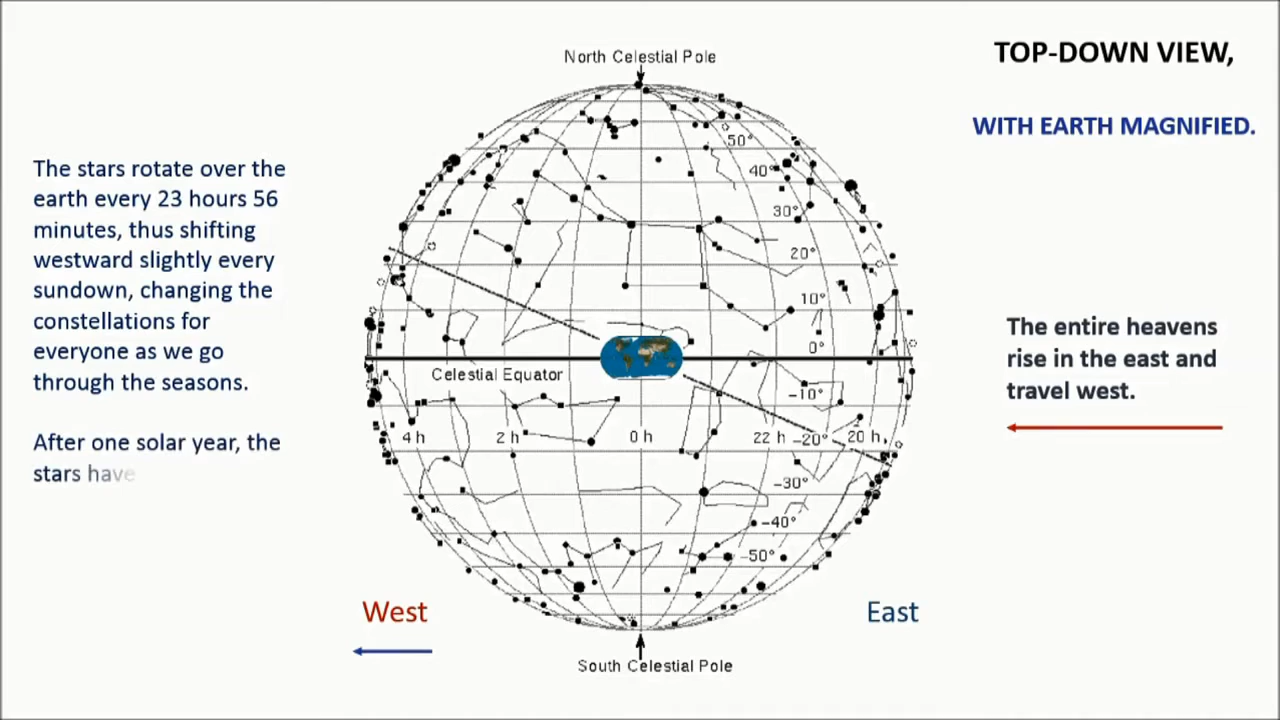 North Celestial Pole
TOP-DOWN VIEW,
WITH EARTH MAGNIFIED.
The stars rotate over the
earth every 23 hours 56
minutes, thus shifting
westward slightly every
sundown, changing the
constellations for
everyone as we go
through the seasons.
After one solar year, the
stars have
50°
40°
30°
20°
10°
0°
Celestial Equator
-10°
4 h 2 h 0 h 22 h -20° 20 h
-30°
-40°
-50°
The entire heavens
rise in the east and
travel west.
West
East
South Celestial Pole